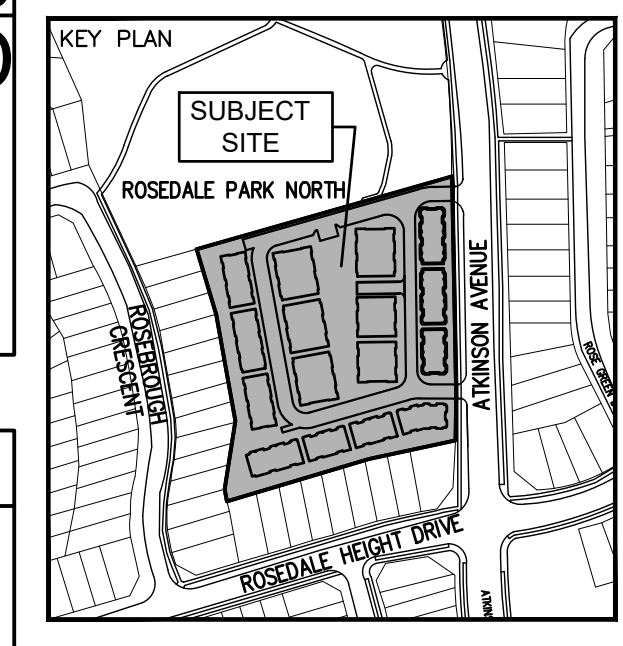 KEY PLAN
SUBJECT
SITE
ROSEDALE PARK NORTH
ATKINSON AVENUE
ROSEBROUGH
CRESCENT
ROSE GREEN
ROSEDALE HEIGHT DRIVE